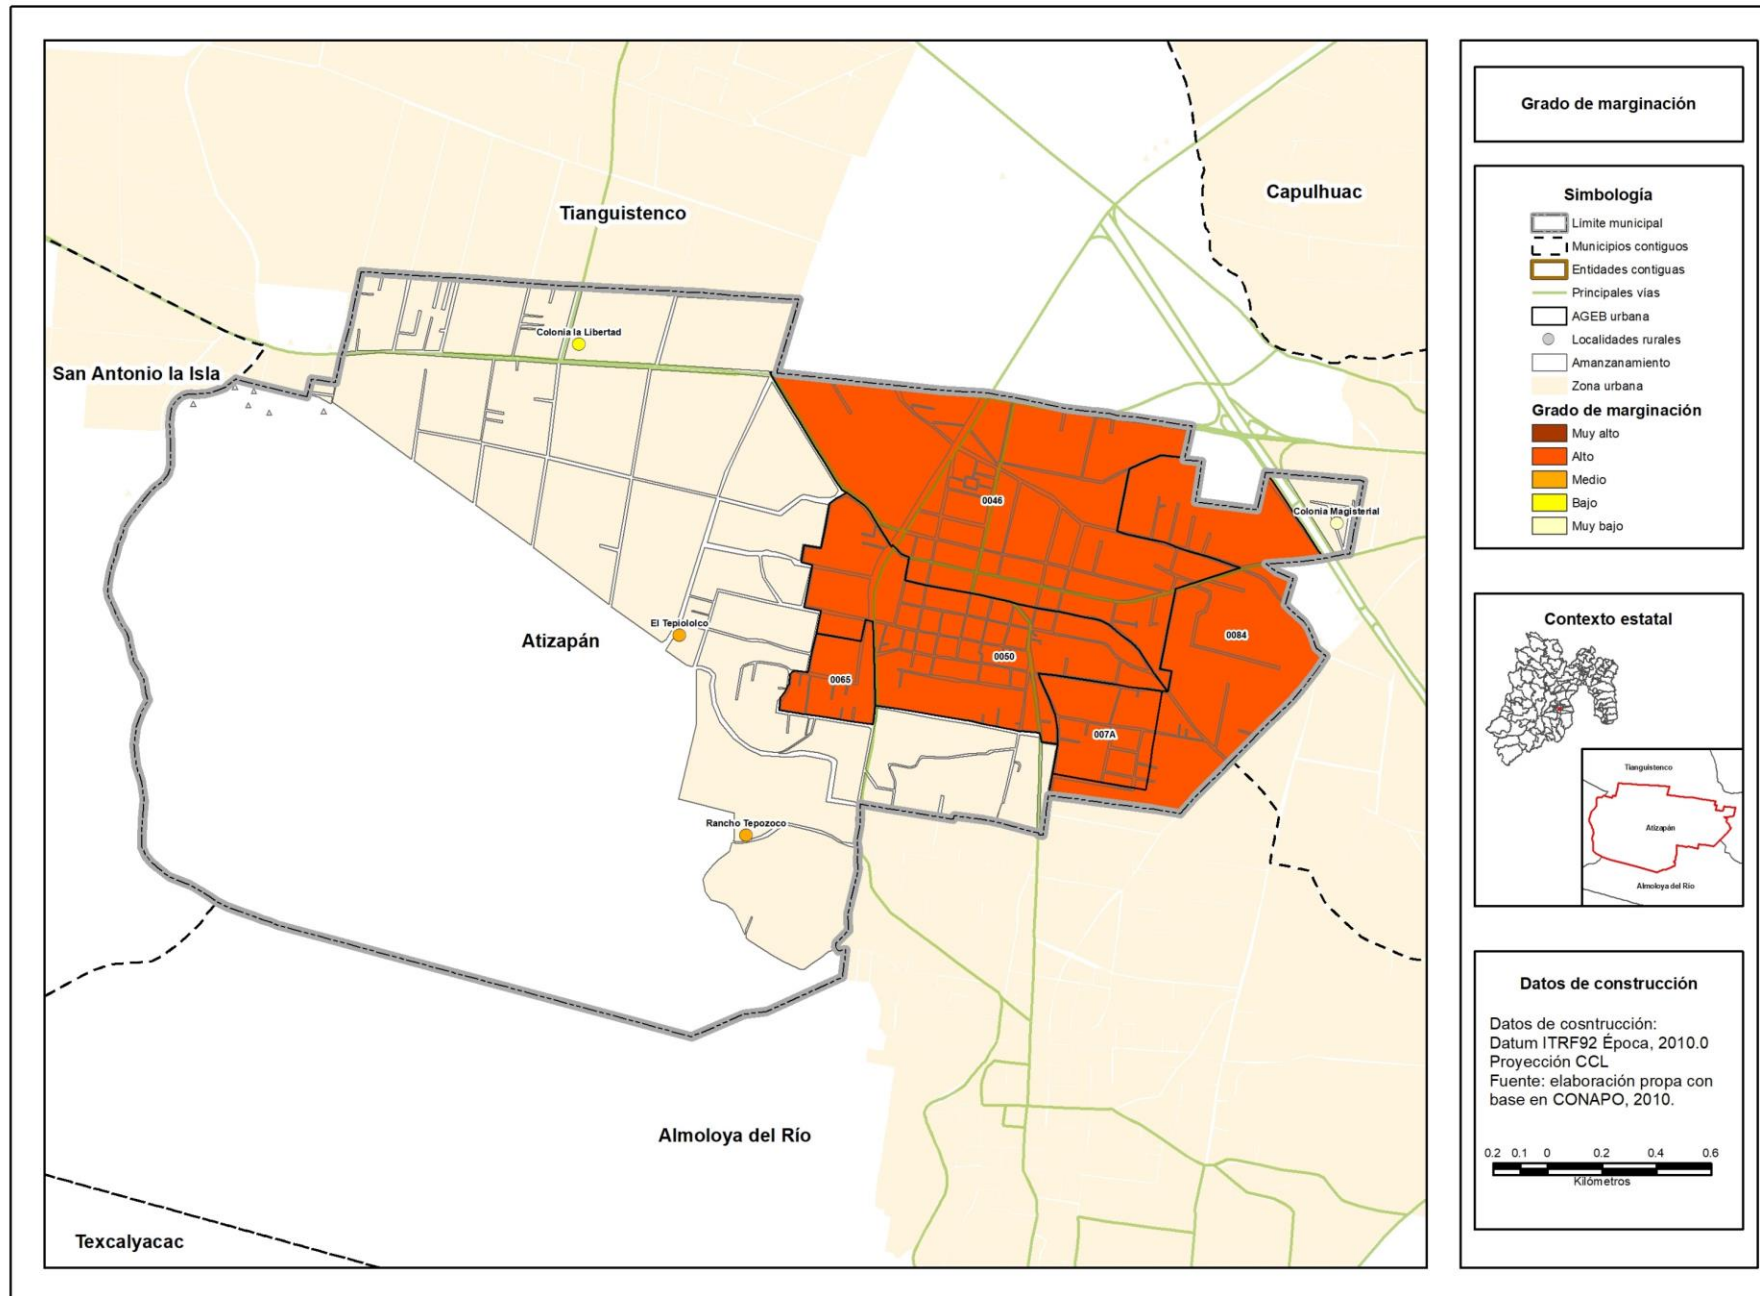 Tianguistenco
Capulhuac
Colonia la Libertad
San Antonio la Isla
0046
Colonia Magisterial
El Tepiololco
Atizapán
0084
0050
0065
007A
Rancho Tepozoco
Almoloya del Río
Texcalyacac
Grado de marginación
Simbología
Límite municipal
Municipios contiguos
Entidades contiguas
Principales vías
AGEB urbana
Localidades rurales
Amanzanamiento
Zona urbana
Grado de marginación
Muy alto
Alto
Medio
Bajo
Muy bajo
Contexto estatal
Tianguistenco
Atizapán
Almoloya del Río
Datos de construcción
Datos de cosntrucción:
Datum ITRF92 Época, 2010.0
Proyección CCL
Fuente: elaboración propa con
base en CONAPO, 2010.
0.2 0.1 0 0.2 0.4 0.6
Kilómetros